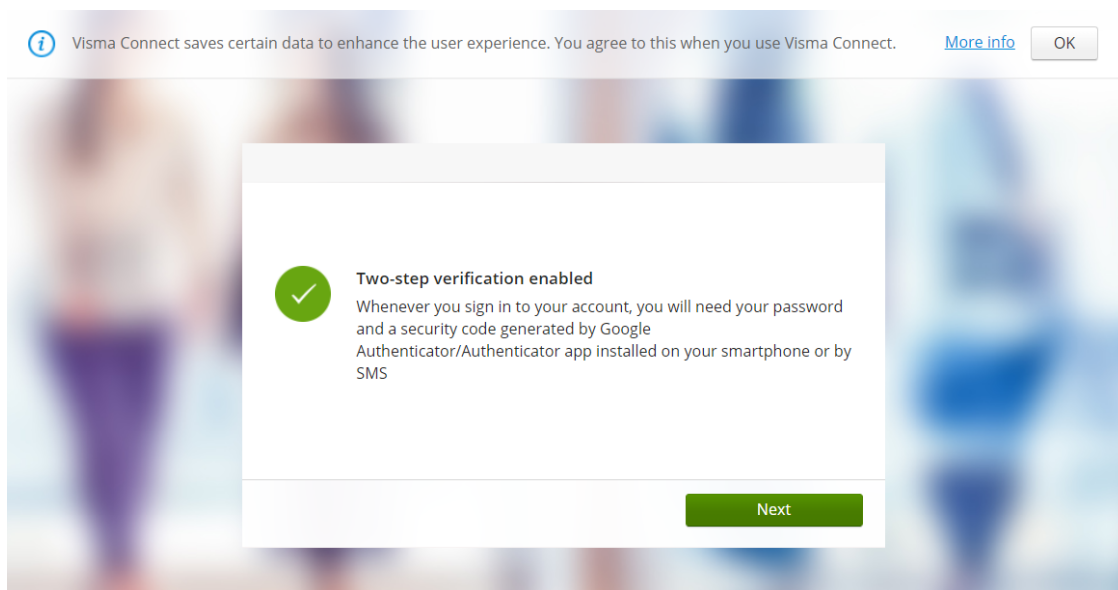 Visma Connect saves certain data to enhance the user experience. You agree to this when you use Visma Connect. More info OK
Two-step verification enabled
Whenever you sign in to your account, you will need your password
and a security code generated by Google
Authenticator/Authenticator app installed on your smartphone or by
SMS
Next